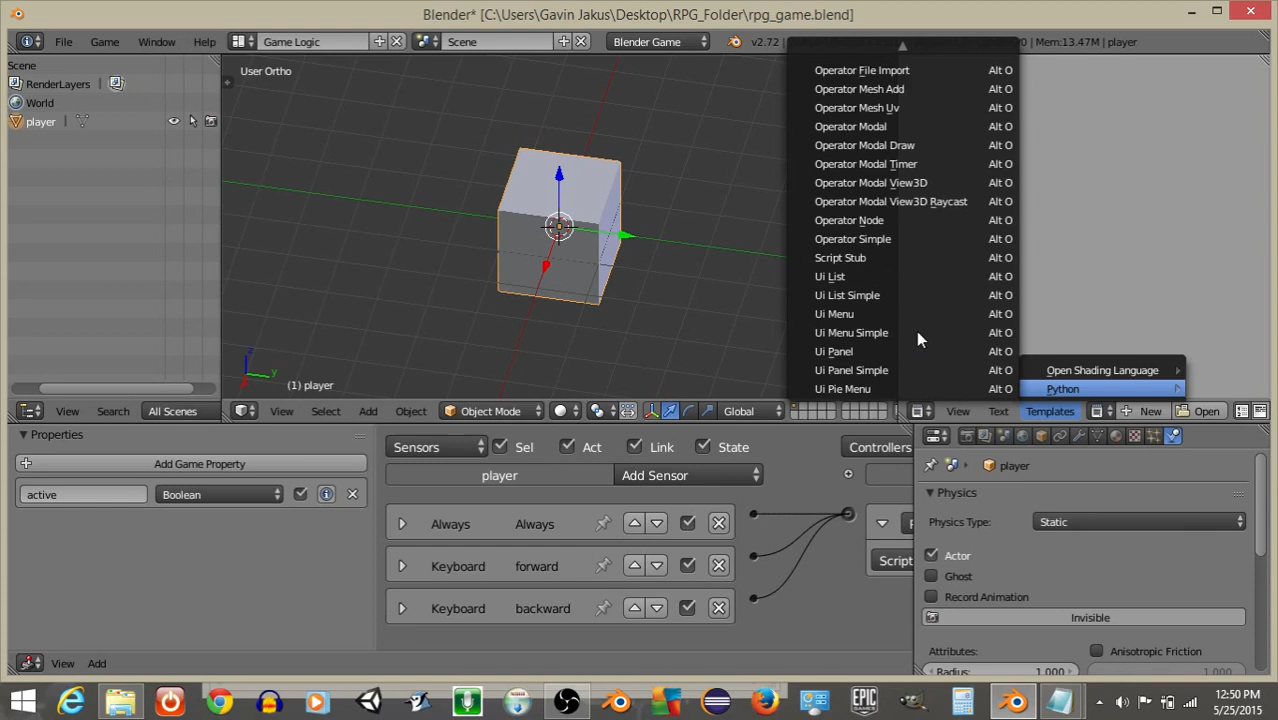 Blender* [C:\Users\Gavin Jakus\Desktop\RPG_Folder\rpg_game.blend]
File Game Window Help Game Logic Scene Blender Game v2.72 Mem:13.47M | player
Scene
RenderLayers
World
player
User Ortho
(1) player
Operator File Import Alt O
Operator Mesh Add Alt O
Operator Mesh Uv Alt O
Operator Modal Alt O
Operator Modal Draw Alt O
Operator Modal Timer Alt O
Operator Modal View3D Alt O
Operator Modal View3D Raycast Alt O
Operator Node Alt O
Operator Simple Alt O
Script Stub Alt O
Ui List Alt O
Ui List Simple Alt O
Ui Menu Alt O
Ui Menu Simple Alt O
Ui Panel Alt O
Ui Panel Simple Alt O
Ui Pie Menu Alt O
Open Shading Language
Python
View Search All Scenes View Select Add Object Object Mode Global View Text Templates New Open
Properties
Add Game Property
active Boolean
Sensors Sel Act Link State Controllers
player Add Sensor
Always Always
Keyboard forward
Keyboard backward
Script
player
Physics
Physics Type: Static
Actor
Ghost
Record Animation
Invisible
Attributes: Anisotropic Friction
Radius: 1.000 1.000
View Add
EPIC GAMES
12:50 PM
5/25/2015